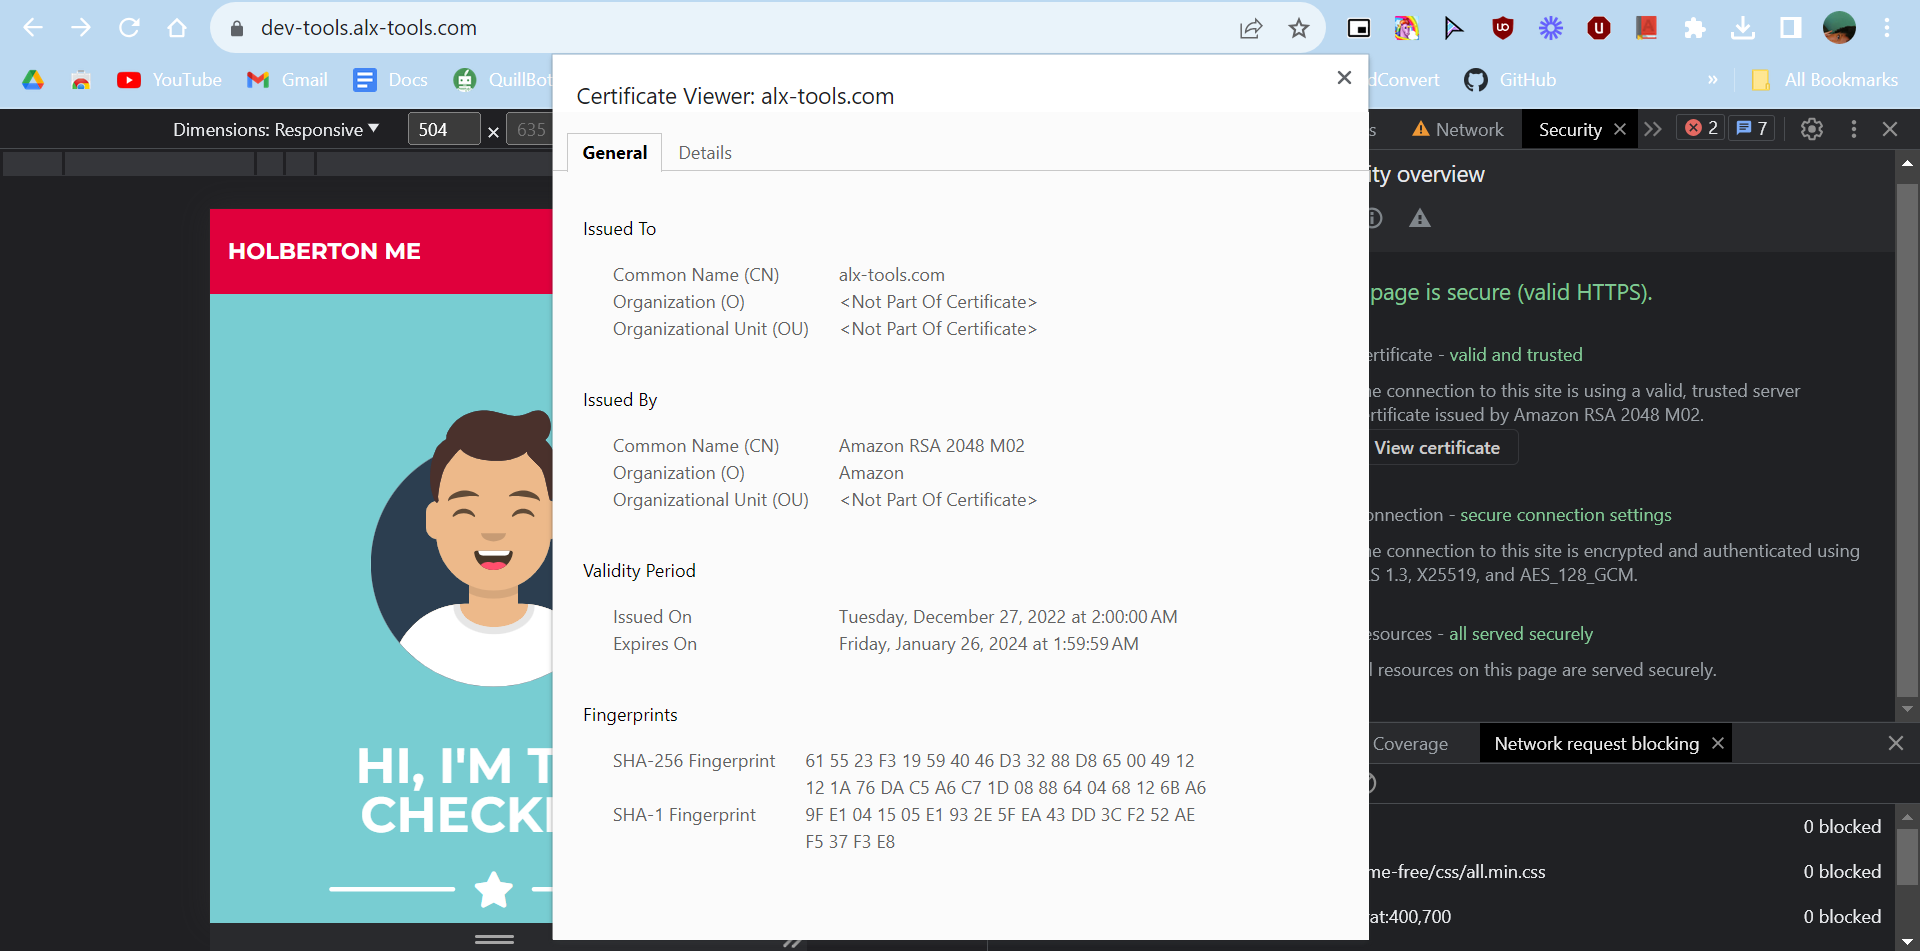 dev-tools.alx-tools.com
YouTube
Gmail
Docs
QuillBot
dConvert
GitHub
»
All Bookmarks
Dimensions: Responsive
504 × 635
Network
Security
2
7
ity overview
page is secure (valid HTTPS).
ertificate - valid and trusted
e connection to this site is using a valid, trusted server
ertificate issued by Amazon RSA 2048 M02.
View certificate
onnection - secure connection settings
e connection to this site is encrypted and authenticated using
S 1.3, X25519, and AES_128_GCM.
esources - all served securely
l resources on this page are served securely.
Coverage
Network request blocking
0 blocked
me-free/css/all.min.css 0 blocked
rat:400,700 0 blocked
HOLBERTON ME
HI, I'M T
CHECK
Certificate Viewer: alx-tools.com
General
Details
Issued To
Common Name (CN) alx-tools.com
Organization (O) <Not Part Of Certificate>
Organizational Unit (OU) <Not Part Of Certificate>
Issued By
Common Name (CN) Amazon RSA 2048 M02
Organization (O) Amazon
Organizational Unit (OU) <Not Part Of Certificate>
Validity Period
Issued On Tuesday, December 27, 2022 at 2:00:00 AM
Expires On Friday, January 26, 2024 at 1:59:59 AM
Fingerprints
SHA-256 Fingerprint 61 55 23 F3 19 59 40 46 D3 32 88 D8 65 00 49 12
12 1A 76 DA C5 A6 C7 1D 08 88 64 04 68 12 6B A6
SHA-1 Fingerprint 9F E1 04 15 05 E1 93 2E 5F EA 43 DD 3C F2 52 AE
F5 37 F3 E8